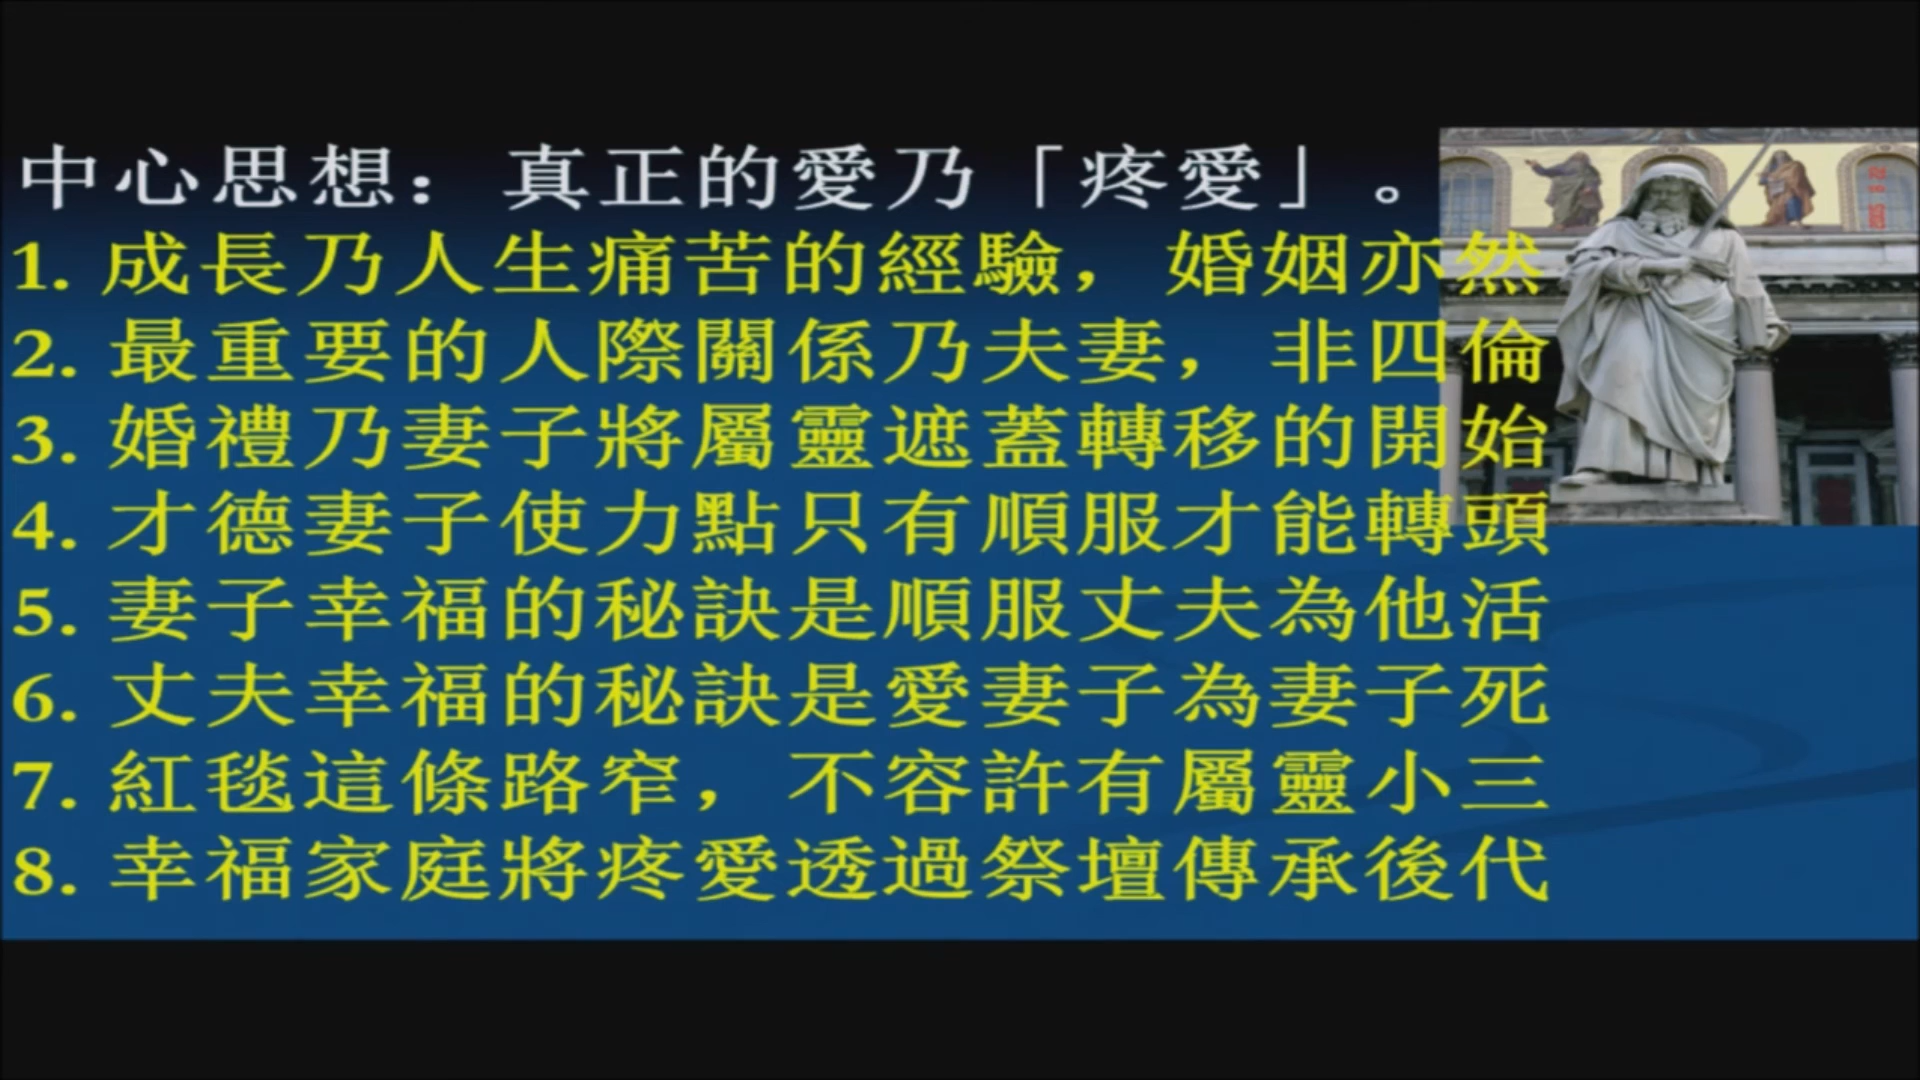 中心思想：真正的愛乃「疼愛」。
1. 成長乃人生痛苦的經驗，婚姻亦然
2. 最重要的人際關係乃夫妻，非四倫
3. 婚禮乃妻子將屬靈遮蓋轉移的開始
4. 才德妻子使力點只有順服才能轉頭
5. 妻子幸福的秘訣是順服丈夫為他活
6. 丈夫幸福的秘訣是愛妻子為妻子死
7. 紅毯這條路窄，不容許有屬靈小三
8. 幸福家庭將疼愛透過祭壇傳承後代